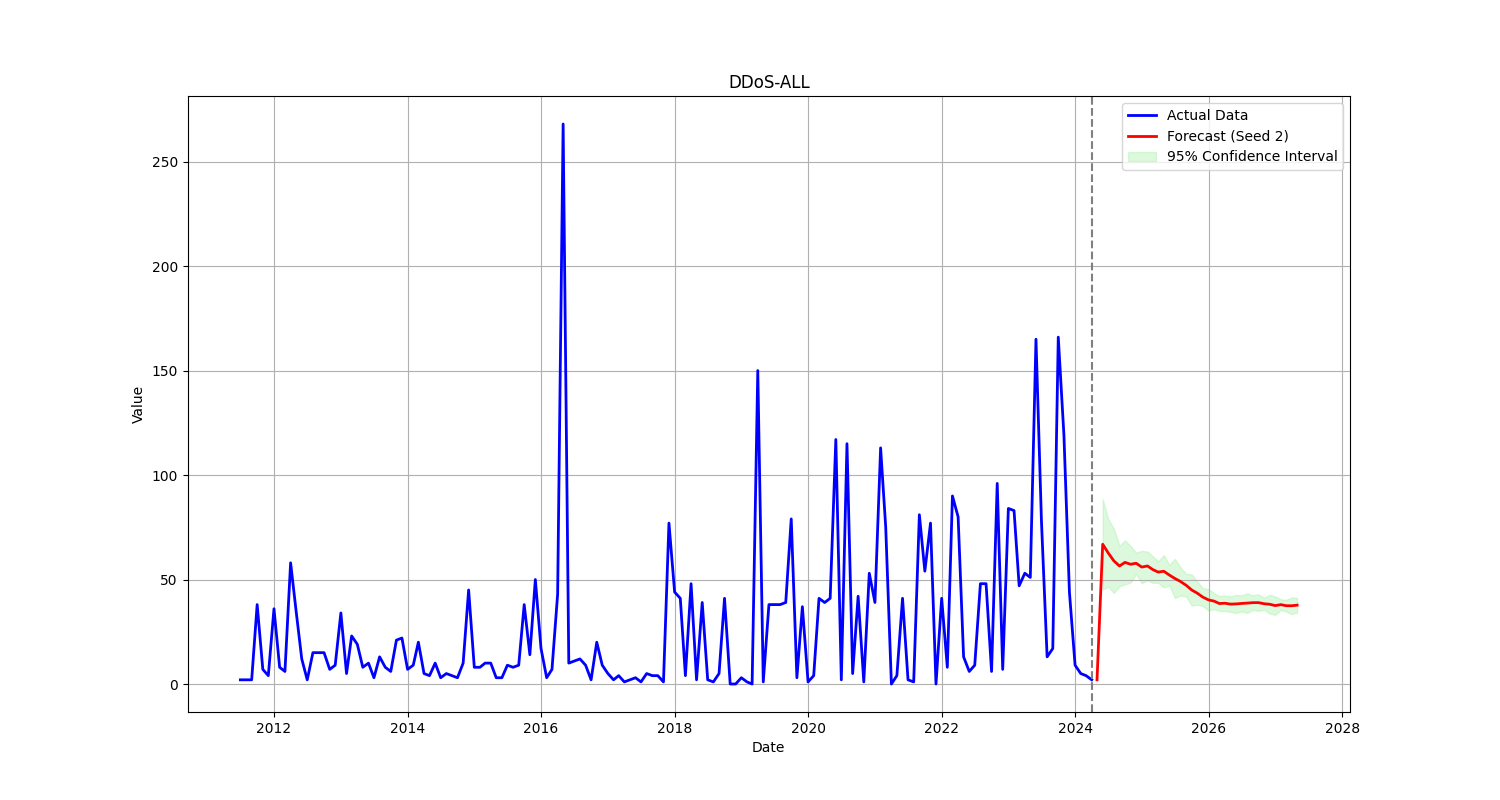 DDoS-ALL
Actual Data
Forecast (Seed 2)
95% Confidence Interval
250
200
150
100
50
0
Value
2012 2014 2016 2018 2020 2022 2024 2026 2028
Date